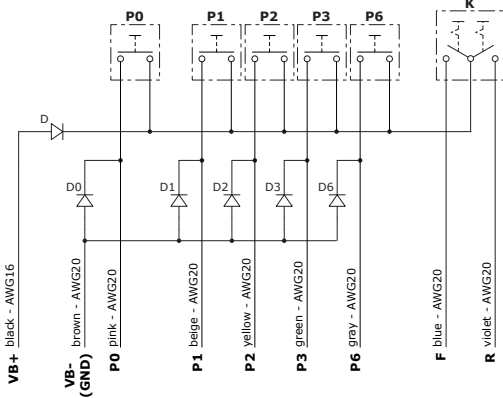 P0
P1
P2
P3
P6
K
D
D0
D1
D2
D3
D6
black - AWG16
VB+
brown - AWG20
VB-
(GND)
pink - AWG20
P0
beige - AWG20
P1
yellow - AWG20
P2
green - AWG20
P3
gray - AWG20
P6
blue - AWG20
F
violet - AWG20
R